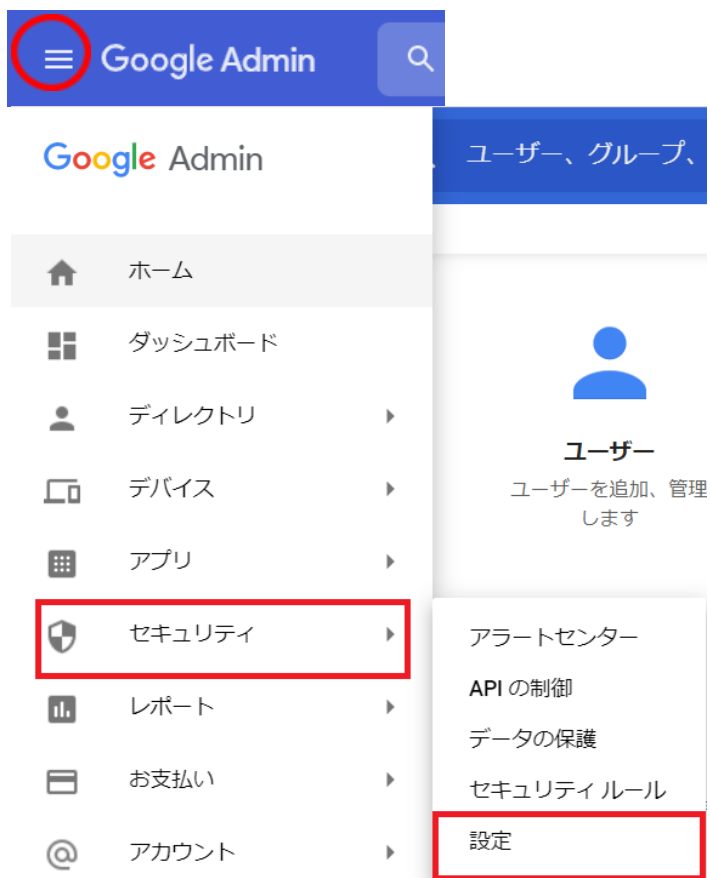 Google Admin
Google Admin
ユーザー、グループ、
ホーム
ダッシュボード
ディレクトリ
デバイス
アプリ
セキュリティ
レポート
お支払い
アカウント
ユーザー
ユーザーを追加、管理
します
アラートセンター
API の制御
データの保護
セキュリティ ルール
設定